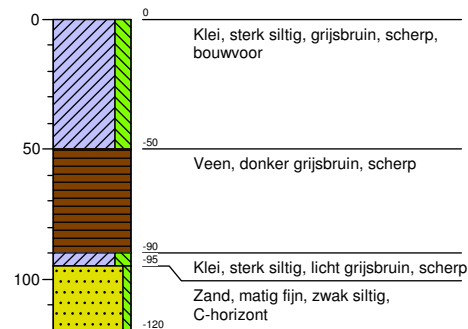 0
0
Klei, sterk siltig, grijsbruin, scherp,
bouwvoor
50
-50
Veen, donker grijsbruin, scherp
-90
-95
Klei, sterk siltig, licht grijsbruin, scherp
100
Zand, matig fijn, zwak siltig,
C-horizont
-120